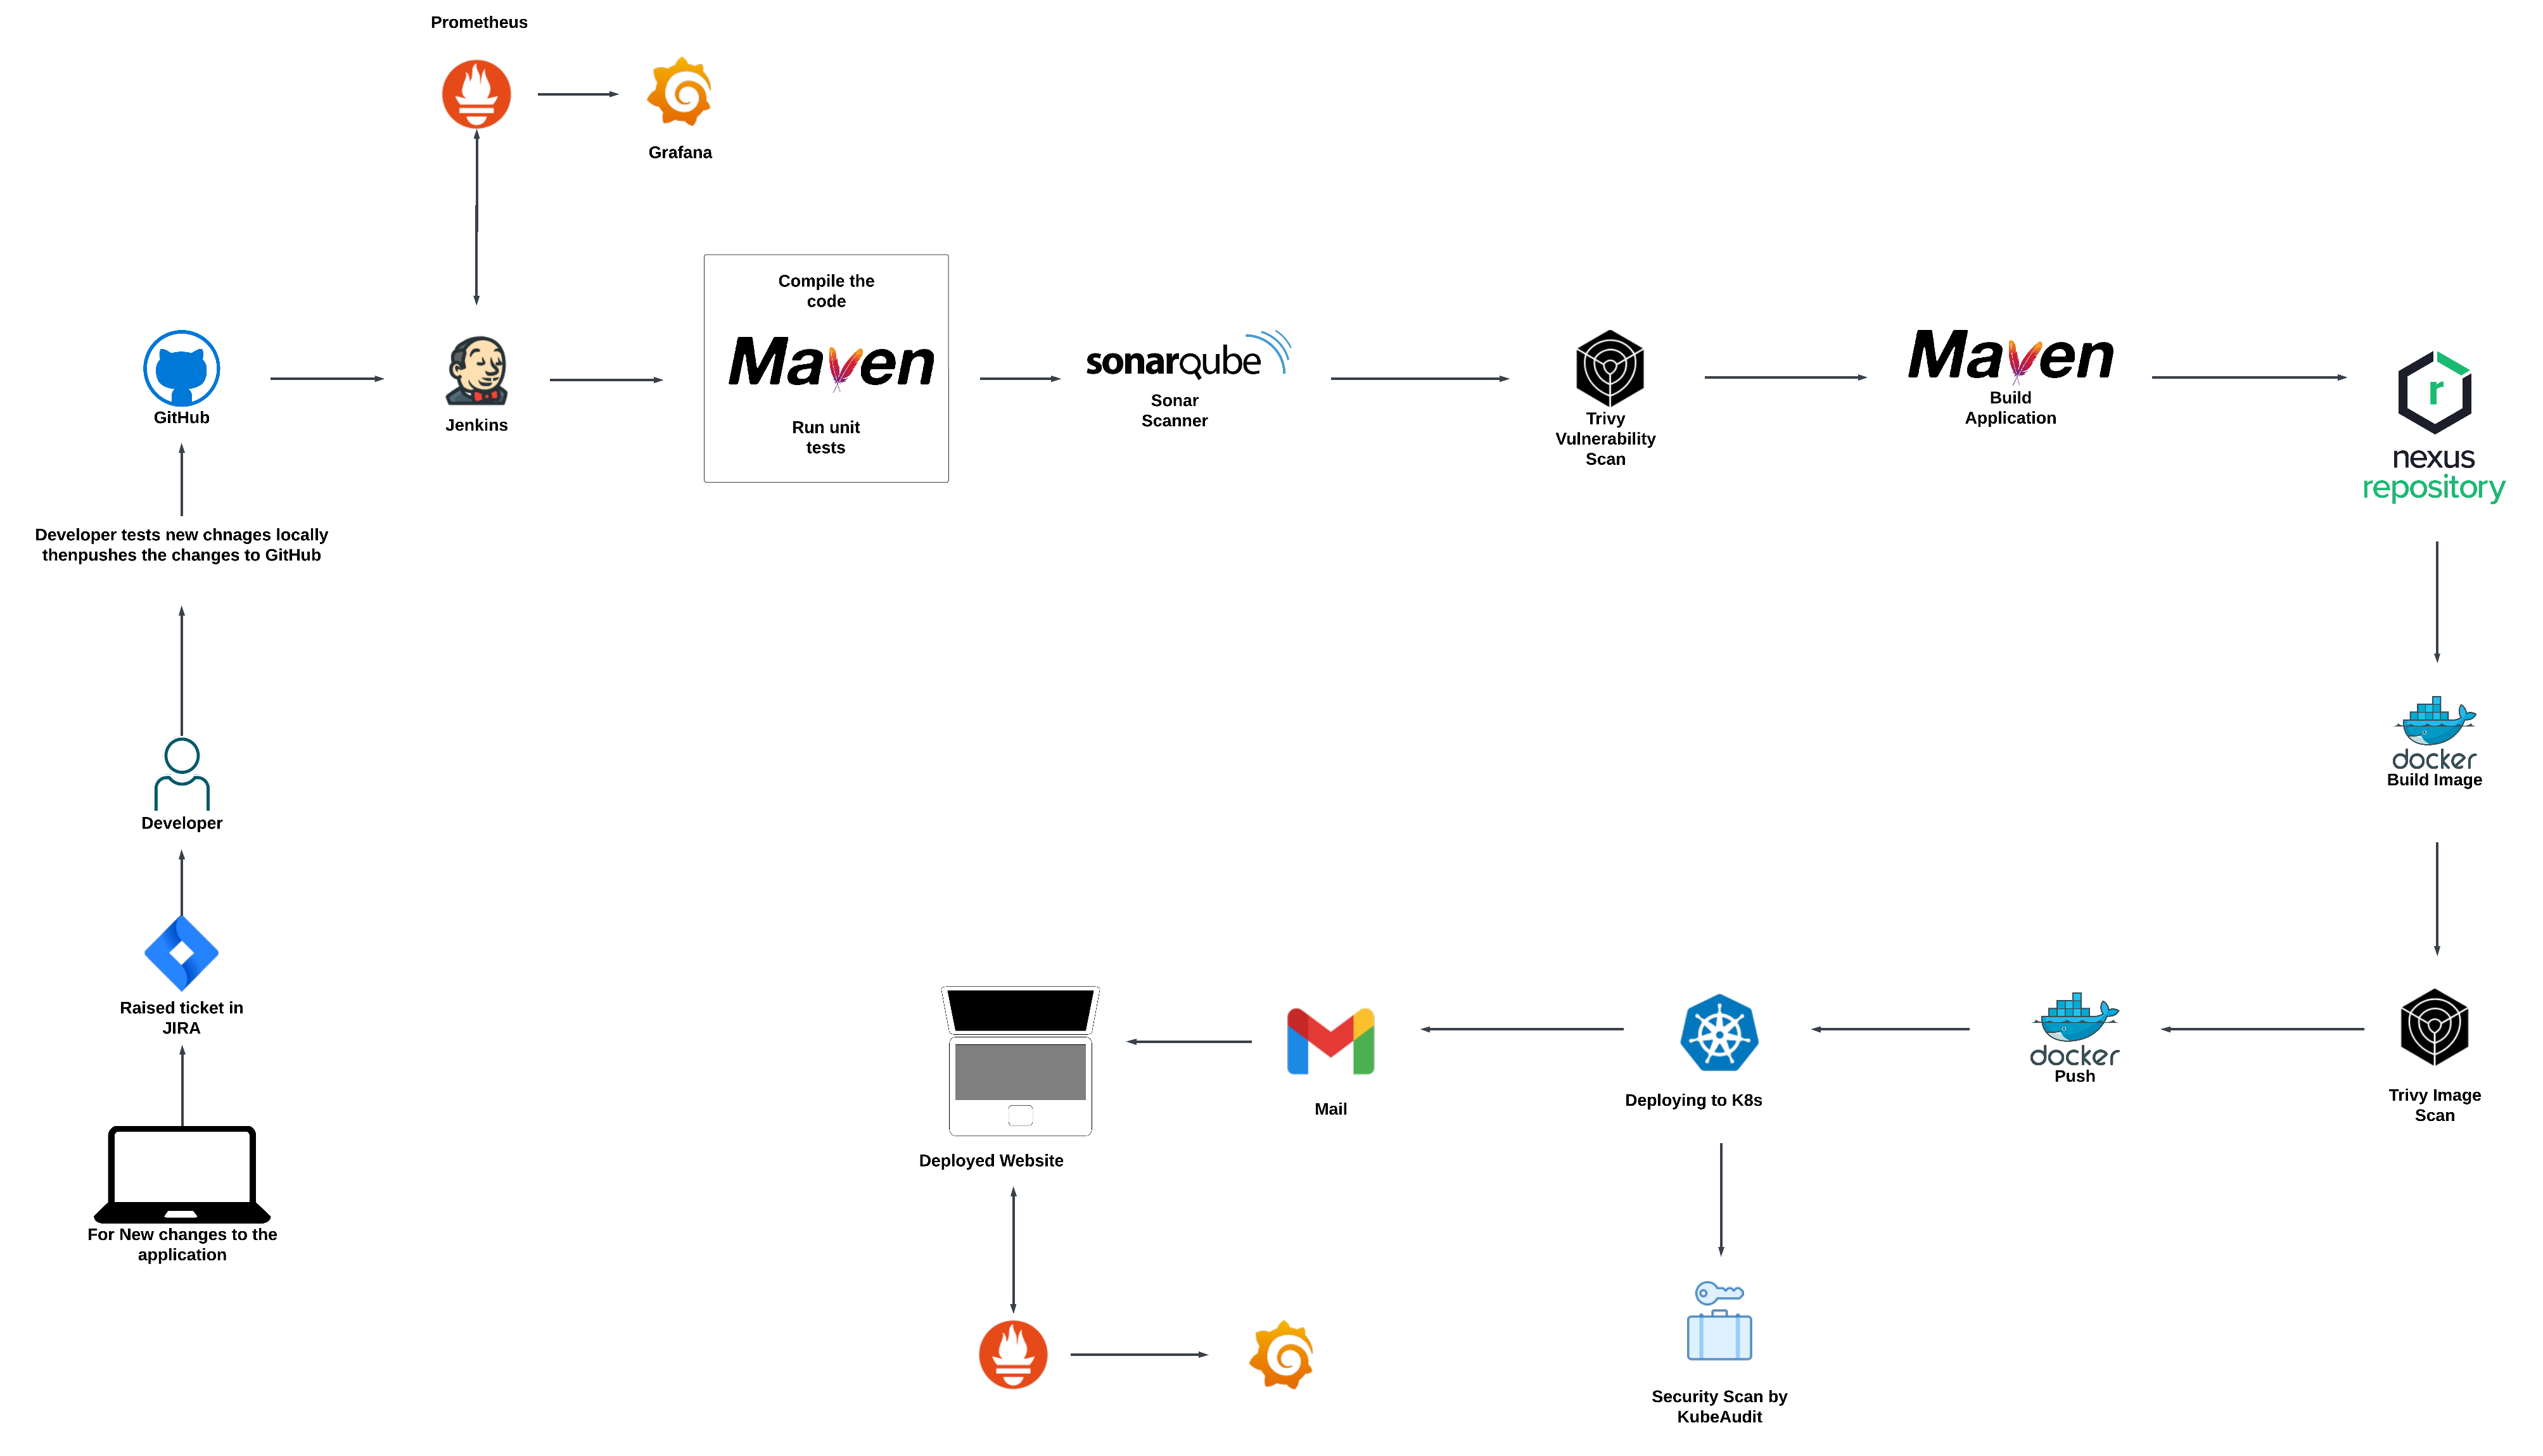 Prometheus
Grafana
Compile the
code
Maven
Run unit
tests
GitHub
Jenkins
sonarqube
Sonar
Scanner
Trivy
Vulnerability
Scan
Maven
Build
Application
r
nexus
repository
Developer tests new chnages locally
thenpushes the changes to GitHub
docker
Build Image
Developer
Raised ticket in
JIRA
For New changes to the
application
Deployed Website
Mail
Deploying to K8s
docker
Push
Trivy Image
Scan
Security Scan by
KubeAudit